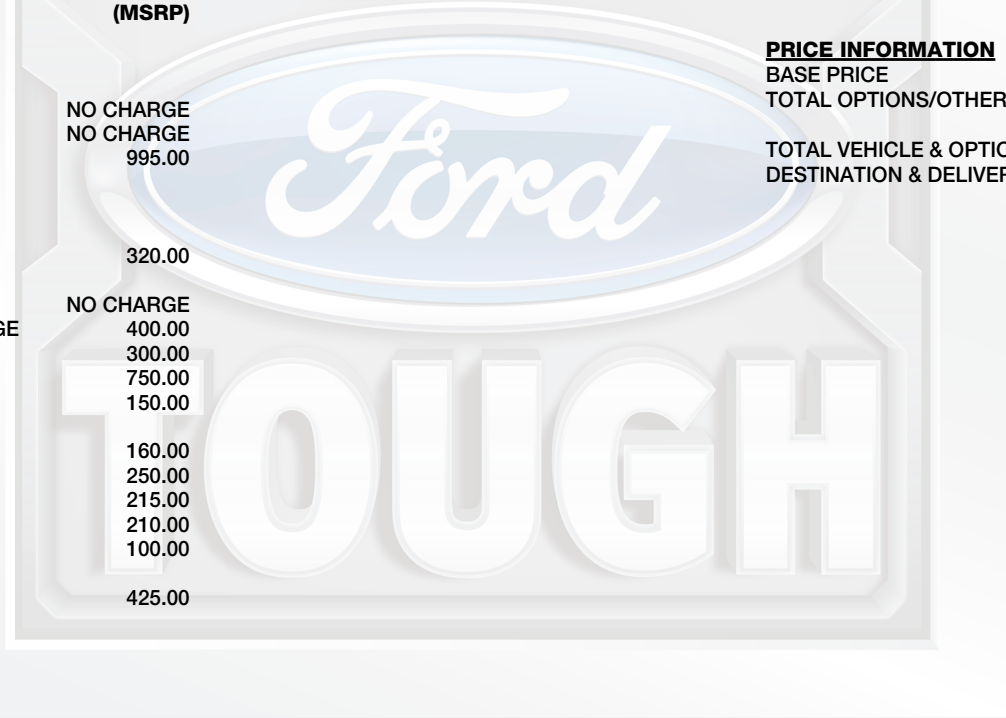 (MSRP)
NO CHARGE
NO CHARGE
995.00
320.00
NO CHARGE
GE 400.00
300.00
750.00
150.00
160.00
250.00
215.00
210.00
100.00
425.00
PRICE INFORMATION
BASE PRICE
TOTAL OPTIONS/OTHER
TOTAL VEHICLE & OPTIO
DESTINATION & DELIVER
Ford
TOUGH